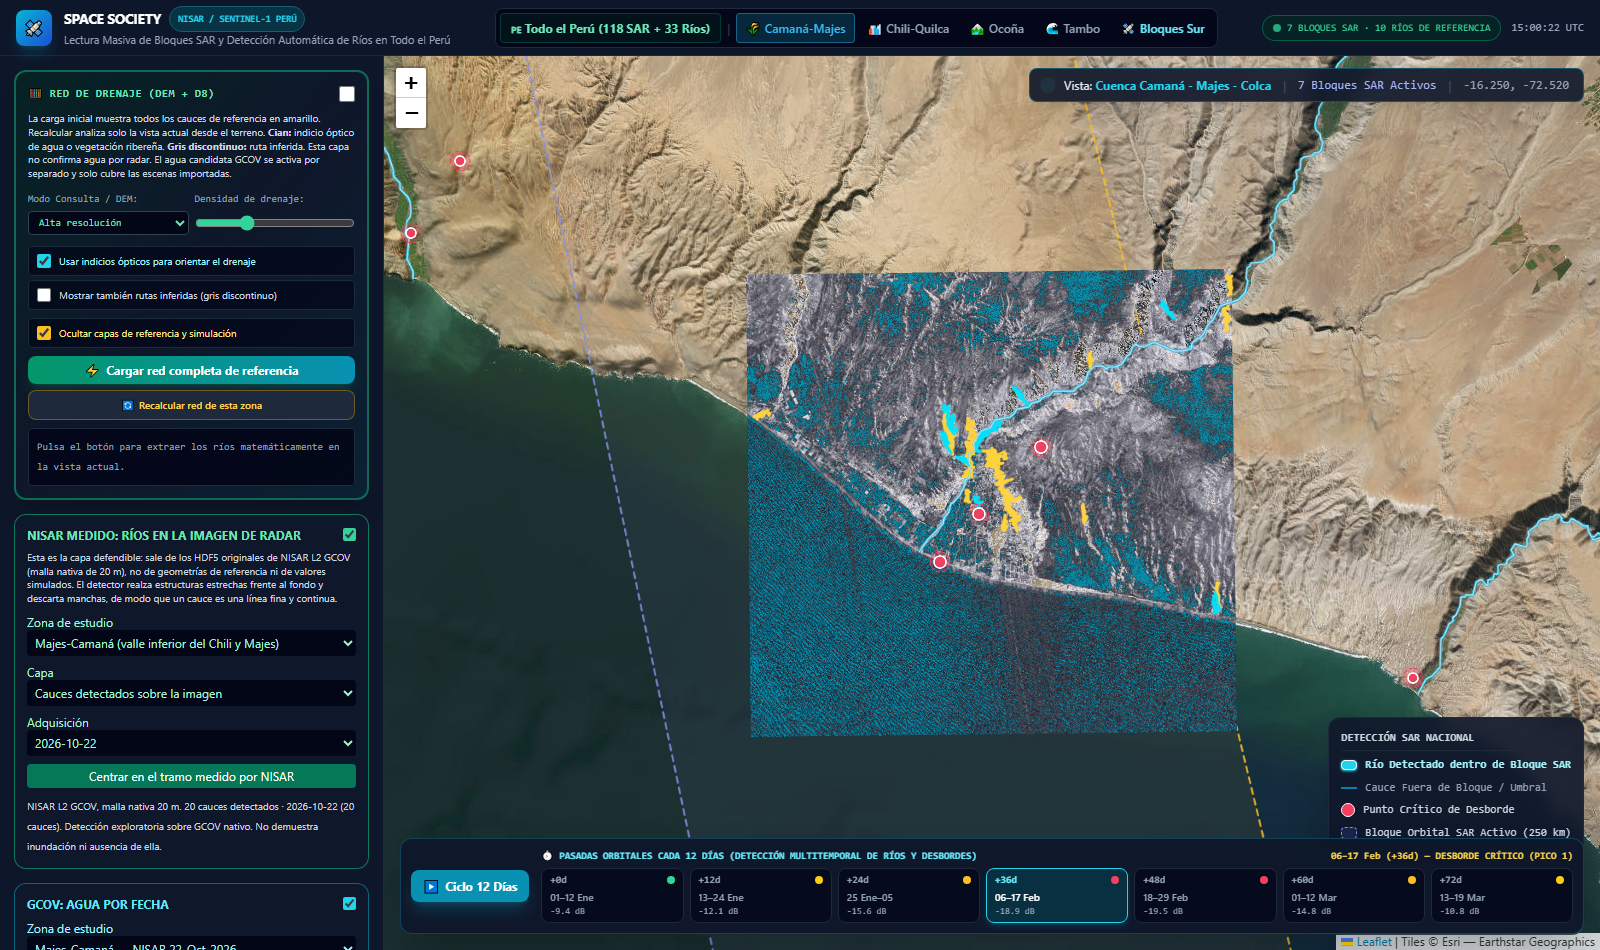 SPACE SOCIETY
NISAR / SENTINEL-1 PERÚ
Lectura Masiva de Bloques SAR y Detección Automática de Ríos en Todo el Perú
PE Todo el Perú (118 SAR + 33 Ríos)
Camaná-Majes
Chili-Quilca
Ocoña
Tambo
Bloques Sur
7 BLOQUES SAR · 10 RÍOS DE REFERENCIA
15:00:22 UTC
RED DE DRENAJE (DEM + D8)
La carga inicial muestra todos los cauces de referencia en amarillo.
Recalcular analiza solo la vista actual desde el terreno. Cian: indicio óptico
de agua o vegetación ribereña. Gris discontinuo: ruta inferida. Esta capa
no confirma agua por radar. El agua candidata GCOV se activa por
separado y solo cubre las escenas importadas.
Modo Consulta / DEM:
Densidad de drenaje:
Alta resolución
Usar indicios ópticos para orientar el drenaje
Mostrar también rutas inferidas (gris discontinuo)
Ocultar capas de referencia y simulación
Cargar red completa de referencia
Recalcular red de esta zona
Pulsa el botón para extraer los ríos matemáticamente en
la vista actual.
NISAR MEDIDO: RÍOS EN LA IMAGEN DE RADAR
Esta es la capa defendible: sale de los HDF5 originales de NISAR L2 GCOV
(malla nativa de 20 m), no de geometrías de referencia ni de valores
simulados. El detector realza estructuras estrechas frente al fondo y
descarta manchas, de modo que un cauce es una línea fina y continua.
Zona de estudio
Majes-Camaná (valle inferior del Chili y Majes)
Capa
Cauces detectados sobre la imagen
Adquisición
2026-10-22
Centrar en el tramo medido por NISAR
NISAR L2 GCOV, malla nativa 20 m. 20 cauces detectados · 2026-10-22 (20
cauces). Detección exploratoria sobre GCOV nativo. No demuestra
inundación ni ausencia de ella.
GCOV: AGUA POR FECHA
Zona de estudio
Majes-Camaná — NISAR 22-Oct-2026
+
−
Vista: Cuenca Camaná - Majes - Colca
7 Bloques SAR Activos
-16.250, -72.520
DETECCIÓN SAR NACIONAL
Río Detectado dentro de Bloque SAR
Cauce Fuera de Bloque / Umbral
Punto Crítico de Desborde
Bloque Orbital SAR Activo (250 km)
PASADAS ORBITALES CADA 12 DÍAS (DETECCIÓN MULTITEMPORAL DE RÍOS Y DESBORDES)
06-17 Feb (+36d) — DESBORDE CRÍTICO (PICO 1)
Ciclo 12 Días
+0d
01–12 Ene
-9.4 dB
+12d
13–24 Ene
-12.1 dB
+24d
25 Ene–05
-15.6 dB
+36d
06–17 Feb
-18.9 dB
+48d
18–29 Feb
-19.5 dB
+60d
01–12 Mar
-14.8 dB
+72d
13–19 Mar
-10.8 dB
Leaflet | Tiles © Esri — Earthstar Geographics